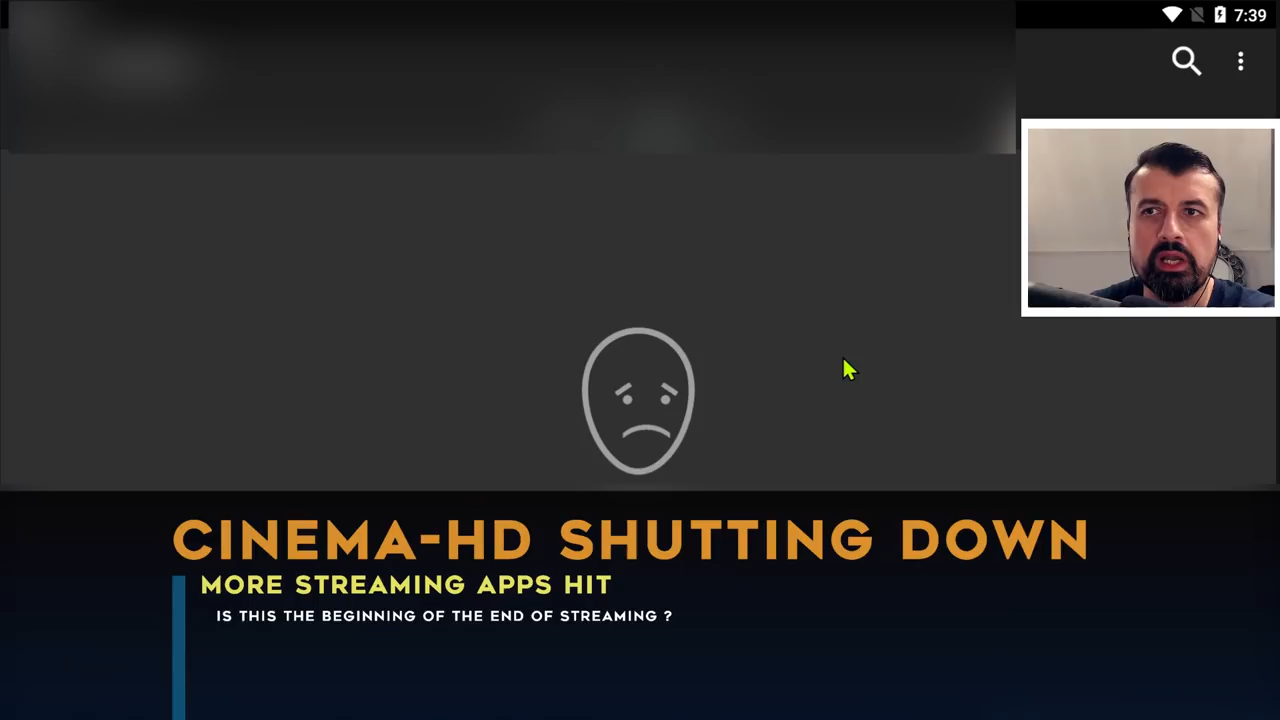 7:39
CINEMA-HD SHUTTING DOWN
MORE STREAMING APPS HIT
IS THIS THE BEGINNING OF THE END OF STREAMING ?